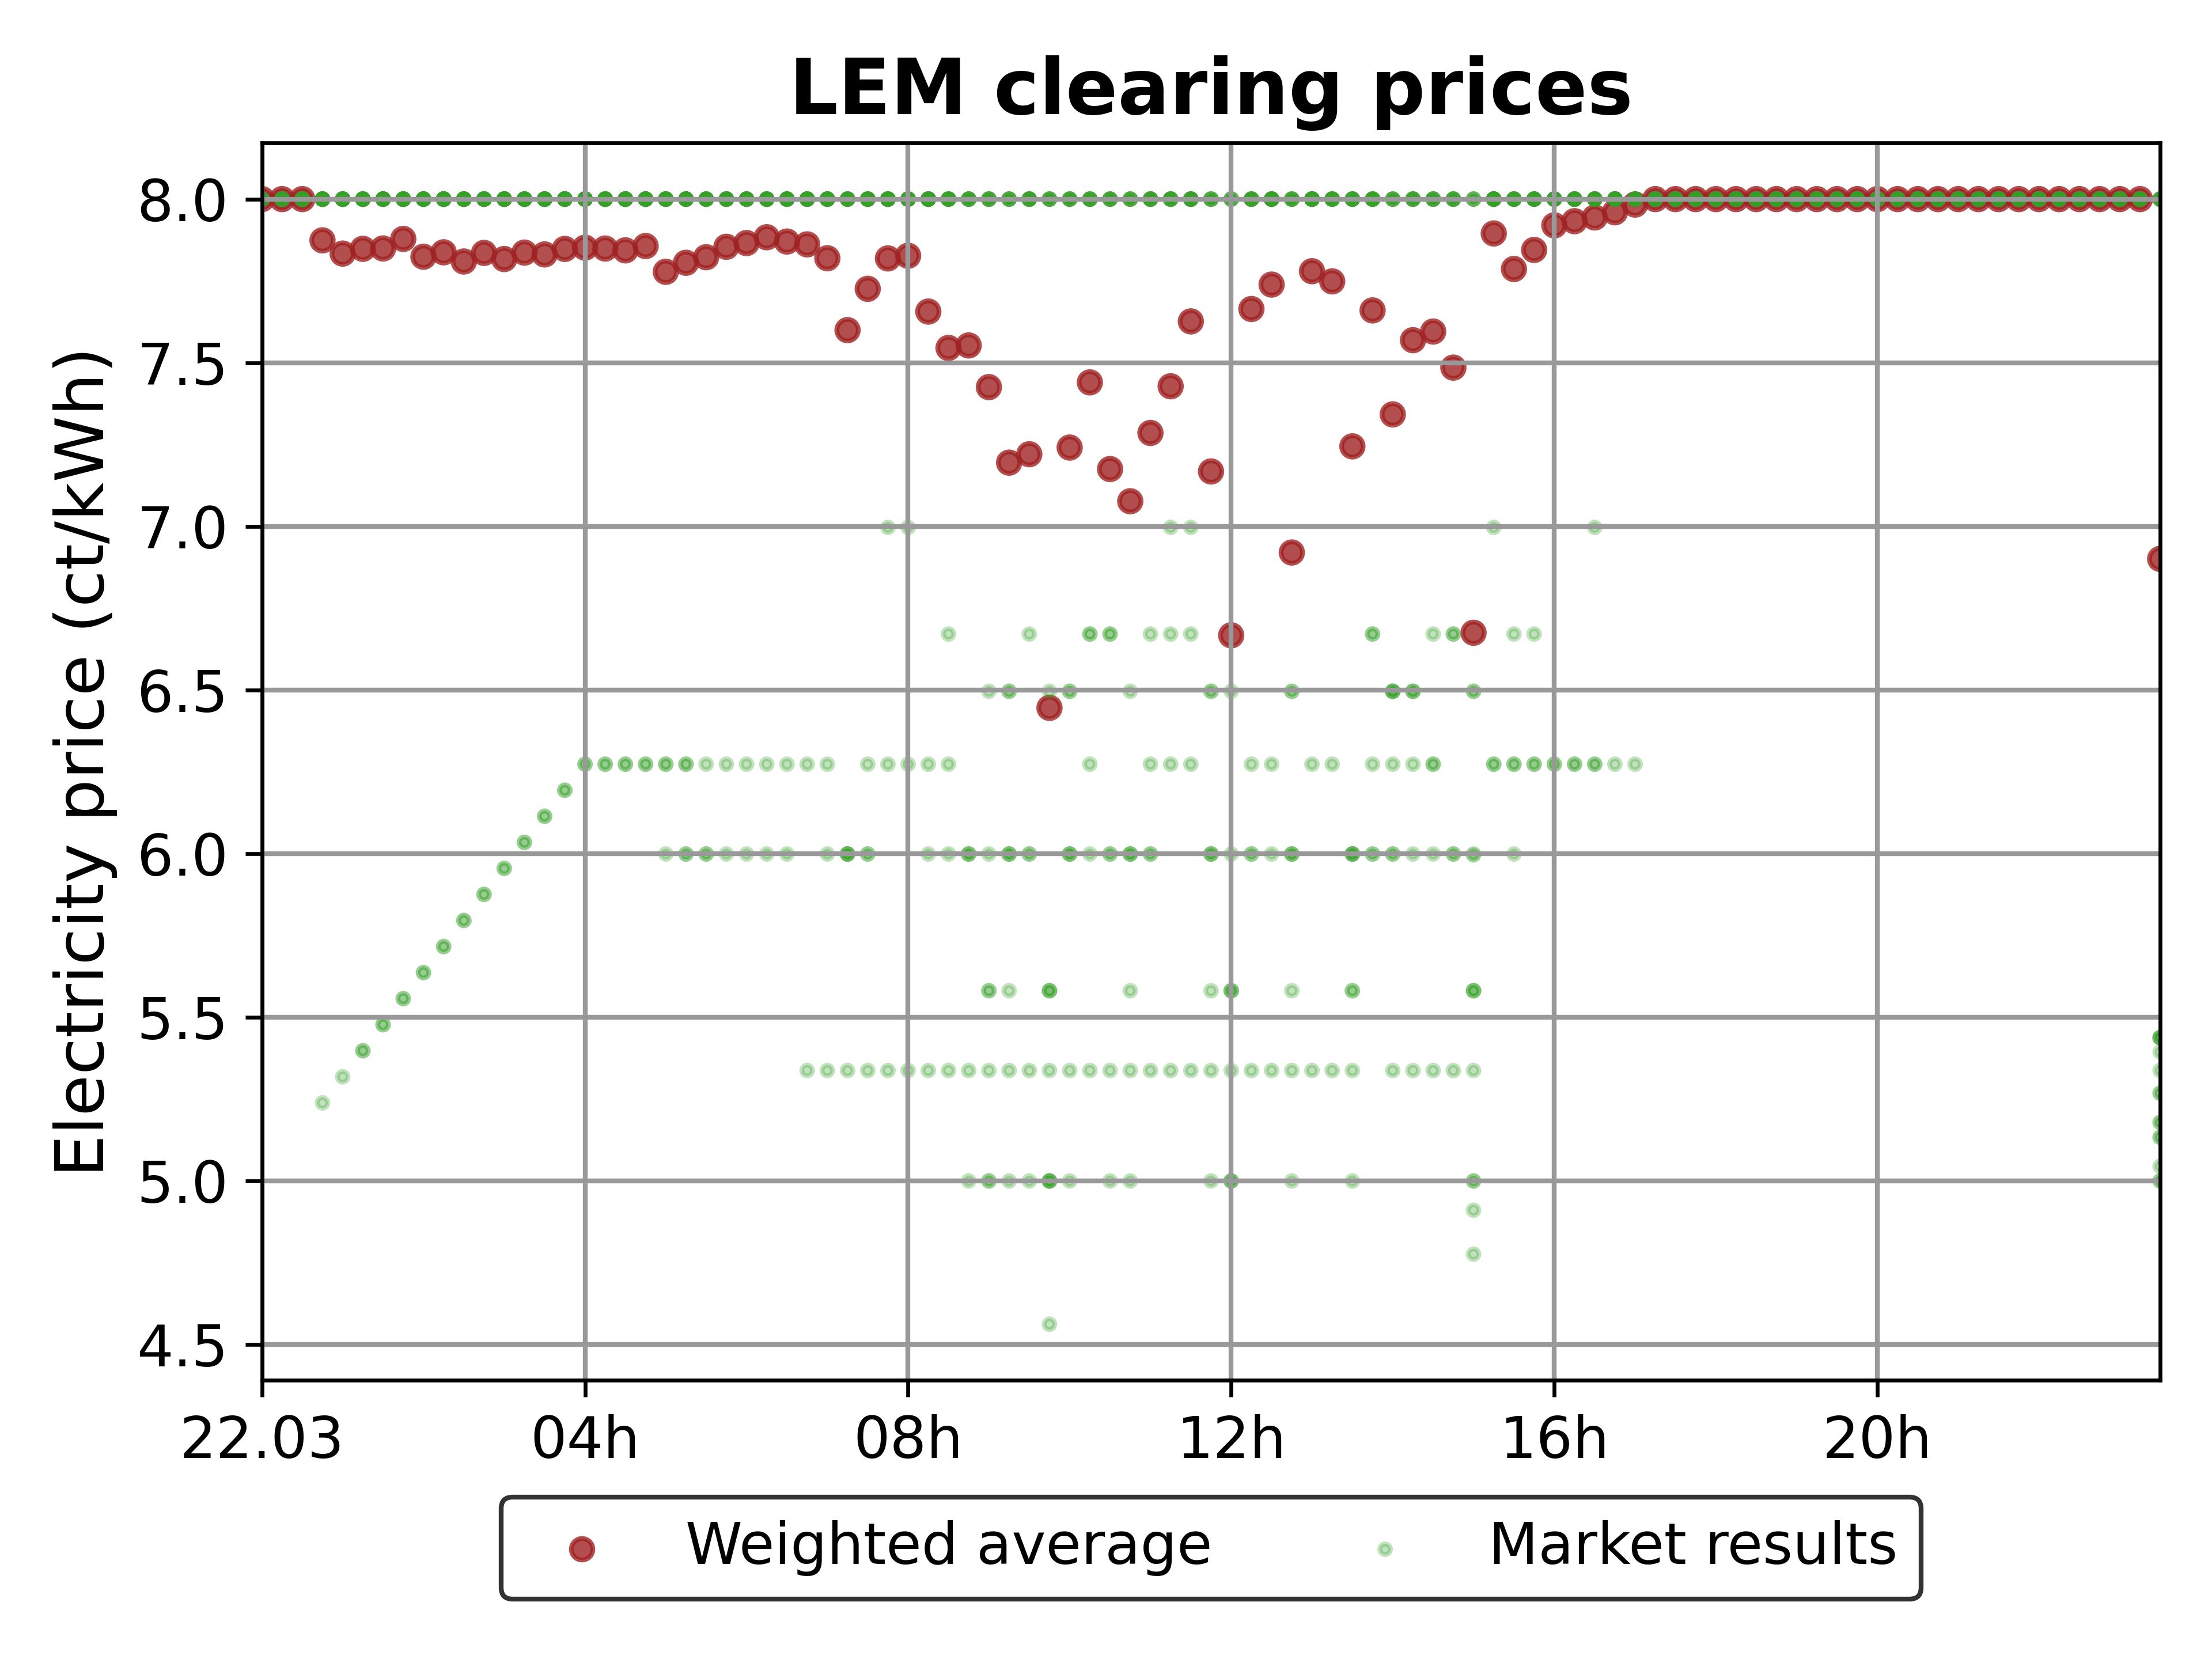 LEM clearing prices
Electricity price (ct/kWh)
8.0
7.5
7.0
6.5
6.0
5.5
5.0
4.5
22.03 04h 08h 12h 16h 20h
Weighted average Market results